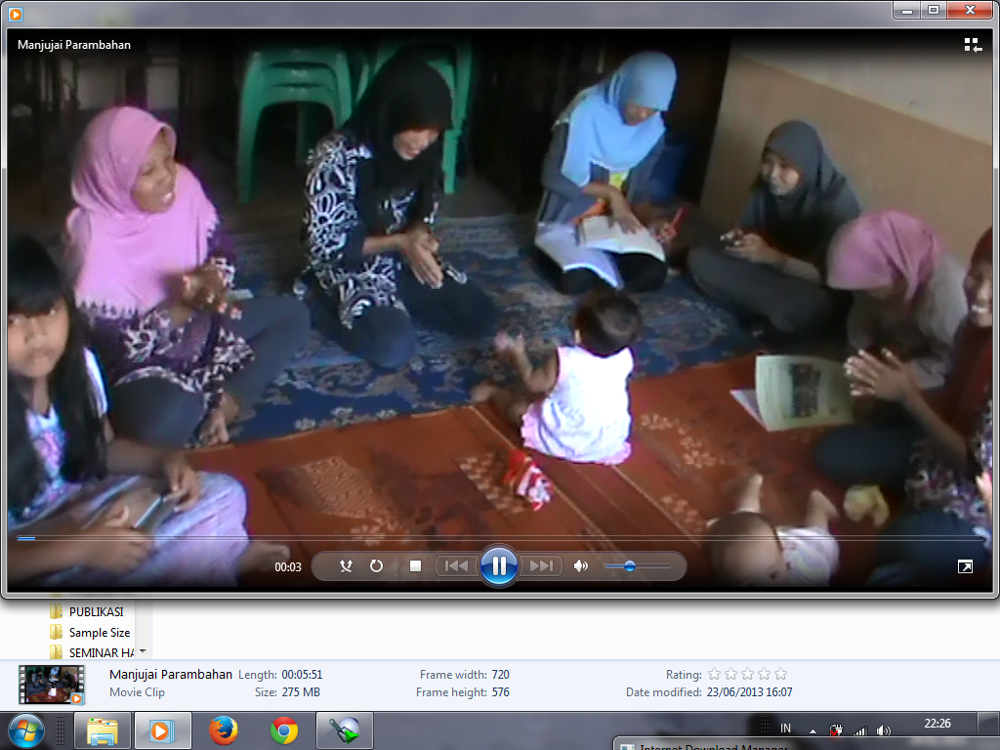 Manjujai Parambahan
00:03
PUBLIKASI
Sample Size
SEMINAR HA
Manjujai Parambahan Length: 00:05:51 Frame width: 720 Rating:
Movie Clip Size: 275 MB Frame height: 576 Date modified: 23/06/2013 16:07
IN 22:26
Internet Download Manager